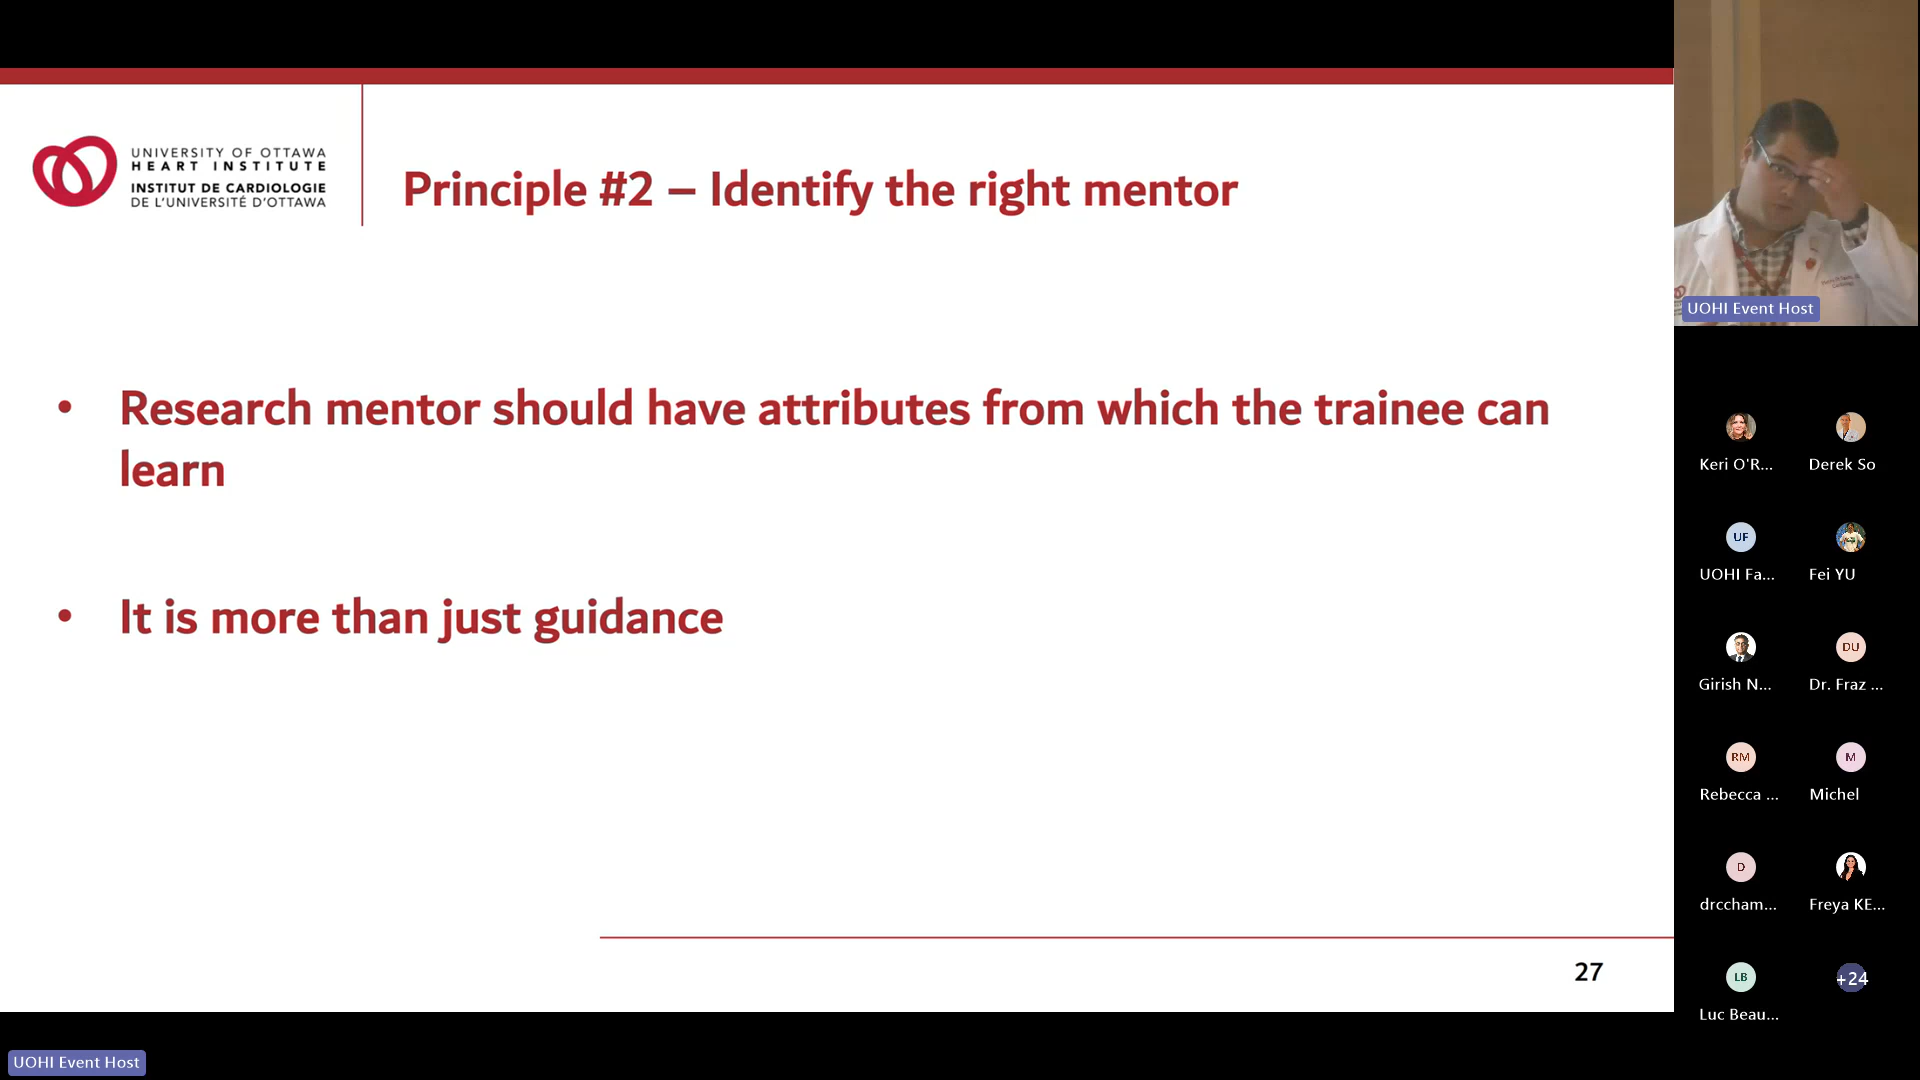 UNIVERSITY OF OTTAWA
HEART INSTITUTE
INSTITUT DE CARDIOLOGIE
DE L'UNIVERSITÉ D'OTTAWA
Principle #2 – Identify the right mentor
• Research mentor should have attributes from which the trainee can
learn
• It is more than just guidance
27
UOHI Event Host
UOHI Event Host
Keri O'R...
Derek So
UF
UOHI Fa...
Fei YU
Girish N...
DU
Dr. Fraz ...
RM
Rebecca ...
M
Michel
D
drccham...
Freya KE...
LB
Luc Beau...
+24